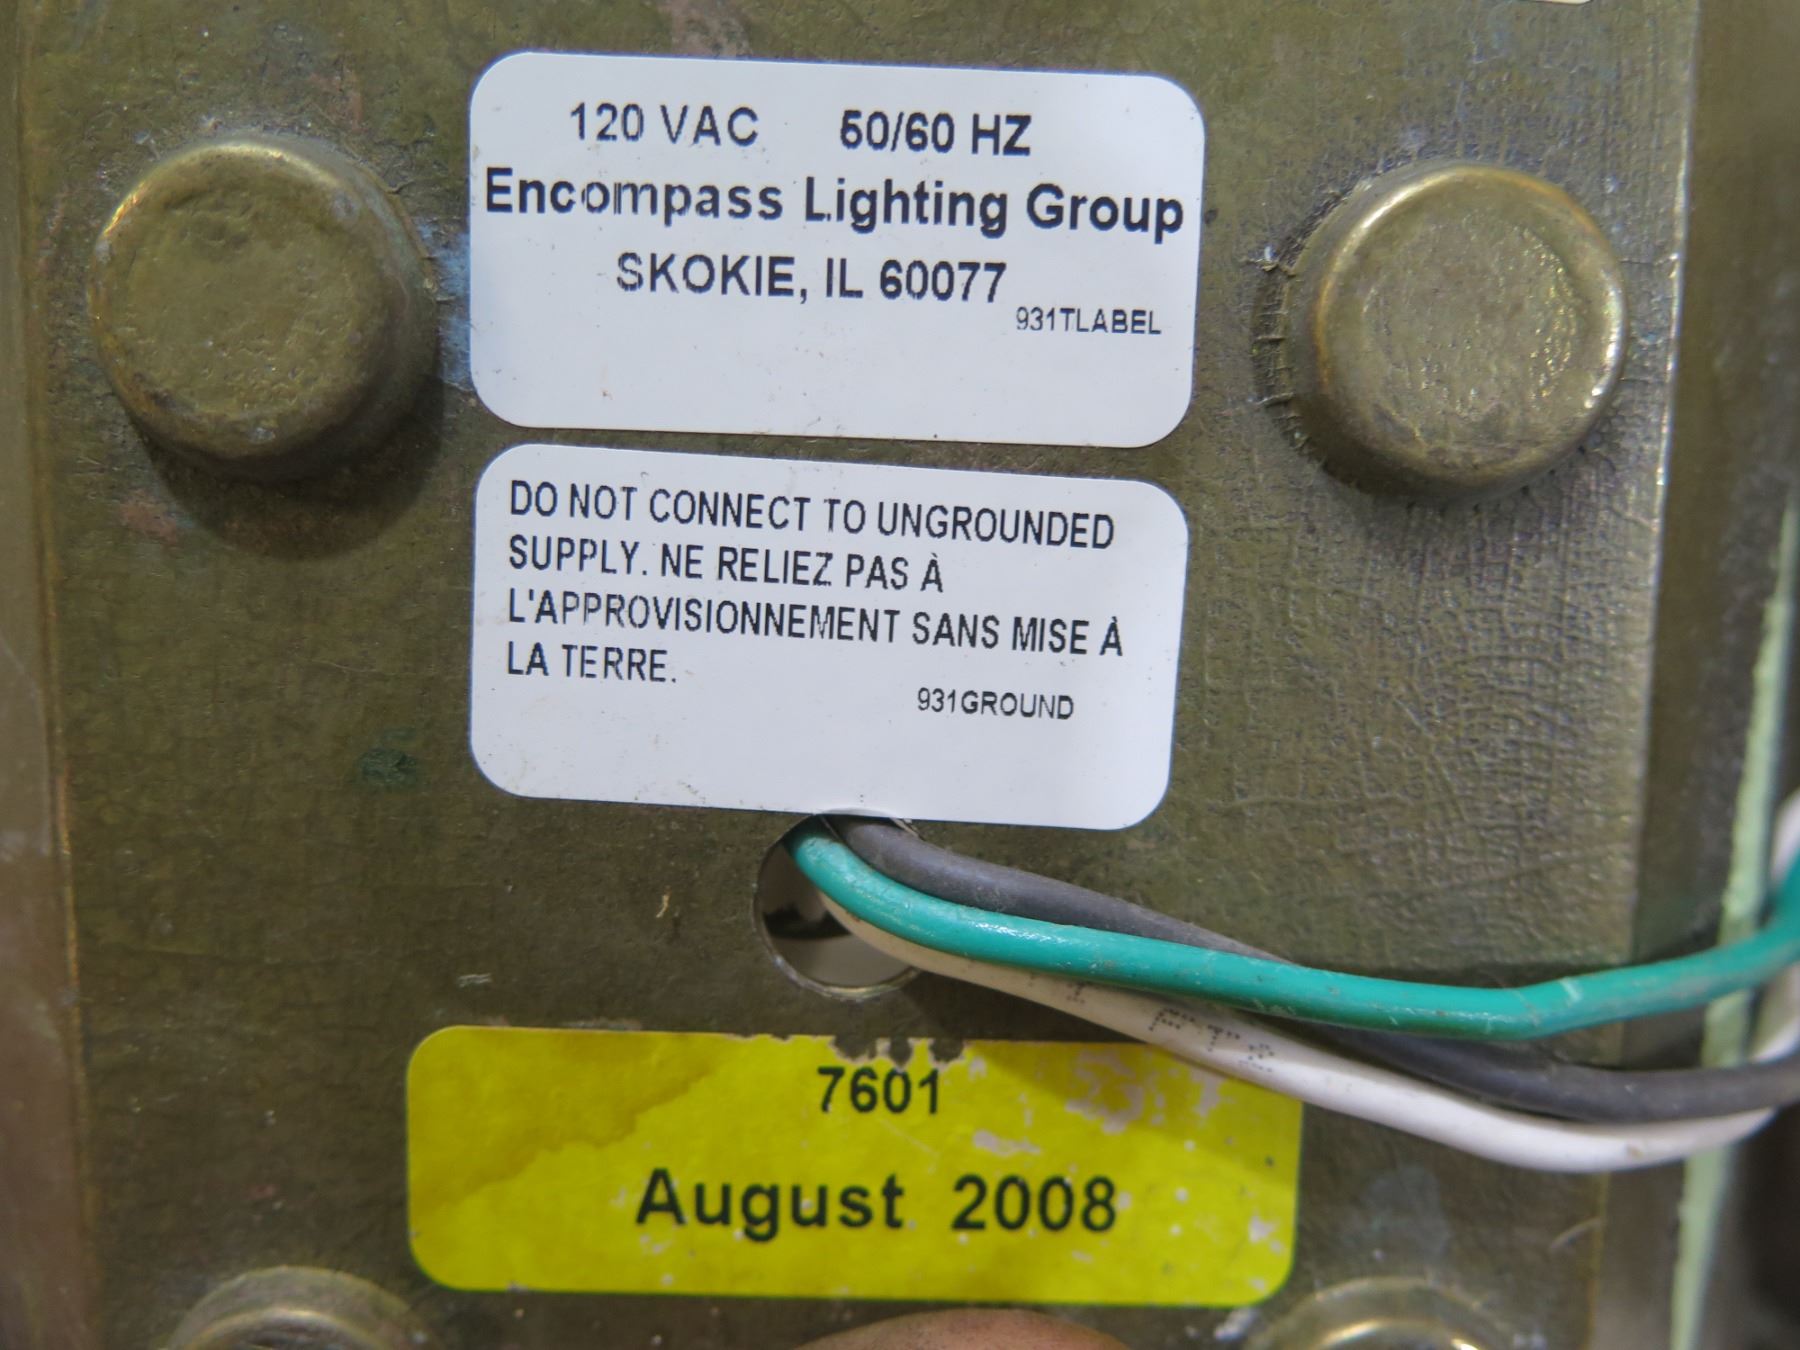 120 VAC 50/60 HZ
Encompass Lighting Group
SKOKIE, IL 60077
931TLABEL
DO NOT CONNECT TO UNGROUNDED
SUPPLY. NE RELIEZ PAS À
L'APPROVISIONNEMENT SANS MISE À
LA TERRE.
931GROUND
7601
August 2008